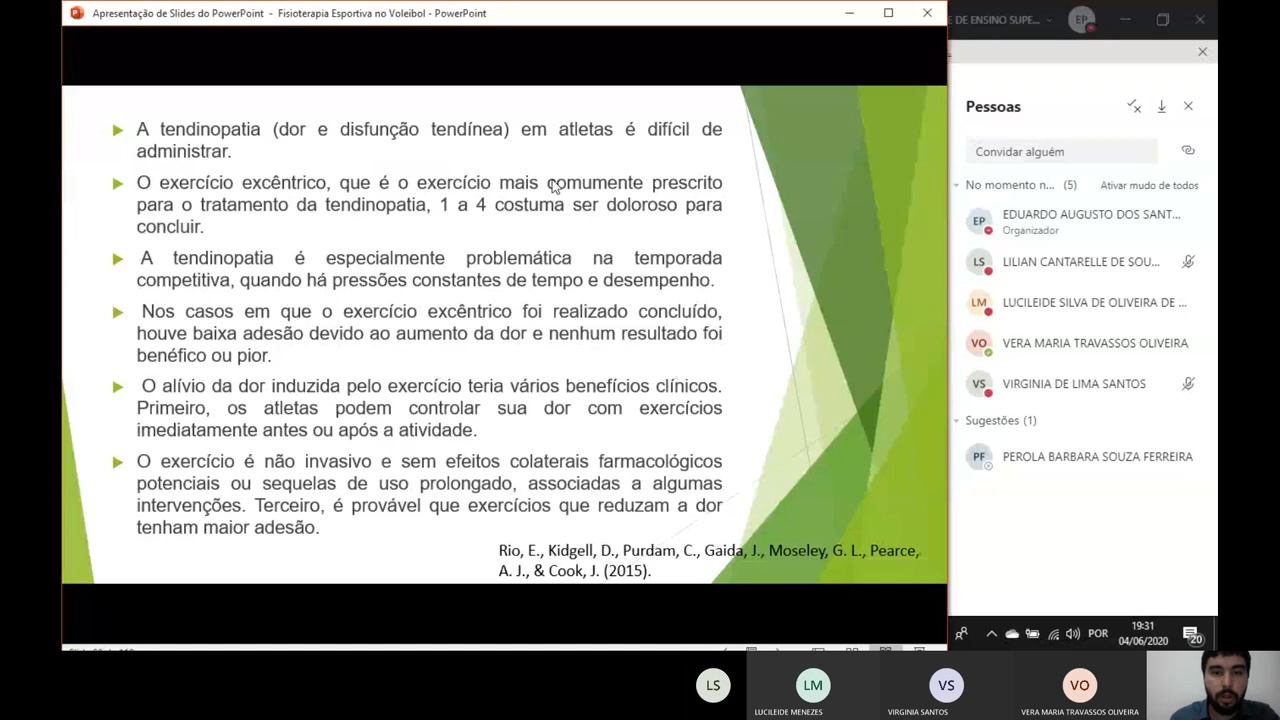 Apresentação de Slides do PowerPoint - Fisioterapia Esportiva no Voleibol - PowerPoint
A tendinopatia (dor e disfunção tendínea) em atletas é difícil de
administrar.
O exercício excêntrico, que é o exercício mais comumente prescrito
para o tratamento da tendinopatia, 1 a 4 costuma ser doloroso para
concluir.
A tendinopatia é especialmente problemática na temporada
competitiva, quando há pressões constantes de tempo e desempenho.
Nos casos em que o exercício excêntrico foi realizado concluído,
houve baixa adesão devido ao aumento da dor e nenhum resultado foi
benéfico ou pior.
O alívio da dor induzida pelo exercício teria vários benefícios clínicos.
Primeiro, os atletas podem controlar sua dor com exercícios
imediatamente antes ou após a atividade.
O exercício é não invasivo e sem efeitos colaterais farmacológicos
potenciais ou sequelas de uso prolongado, associadas a algumas
intervenções. Terceiro, é provável que exercícios que reduzam a dor
tenham maior adesão.
Rio, E., Kidgell, D., Purdam, C., Gaida, J., Moseley, G. L., Pearce,
A. J., & Cook, J. (2015).
E DE ENSINO SUPE...
EP
Pessoas
Convidar alguém
No momento n... (5) Ativar mudo de todos
EP EDUARDO AUGUSTO DOS SANT...
Organizador
LS LILIAN CANTARELLE DE SOU...
LM LUCILEIDE SILVA DE OLIVEIRA DE ...
VO VERA MARIA TRAVASSOS OLIVEIRA
VS VIRGINIA DE LIMA SANTOS
Sugestões (1)
PF PEROLA BARBARA SOUZA FERREIRA
POR
19:31
04/06/2020
20
LS
LM
LUCILEIDE MENEZES
VS
VIRGINIA SANTOS
VO
VERA MARIA TRAVASSOS OLIVEIRA